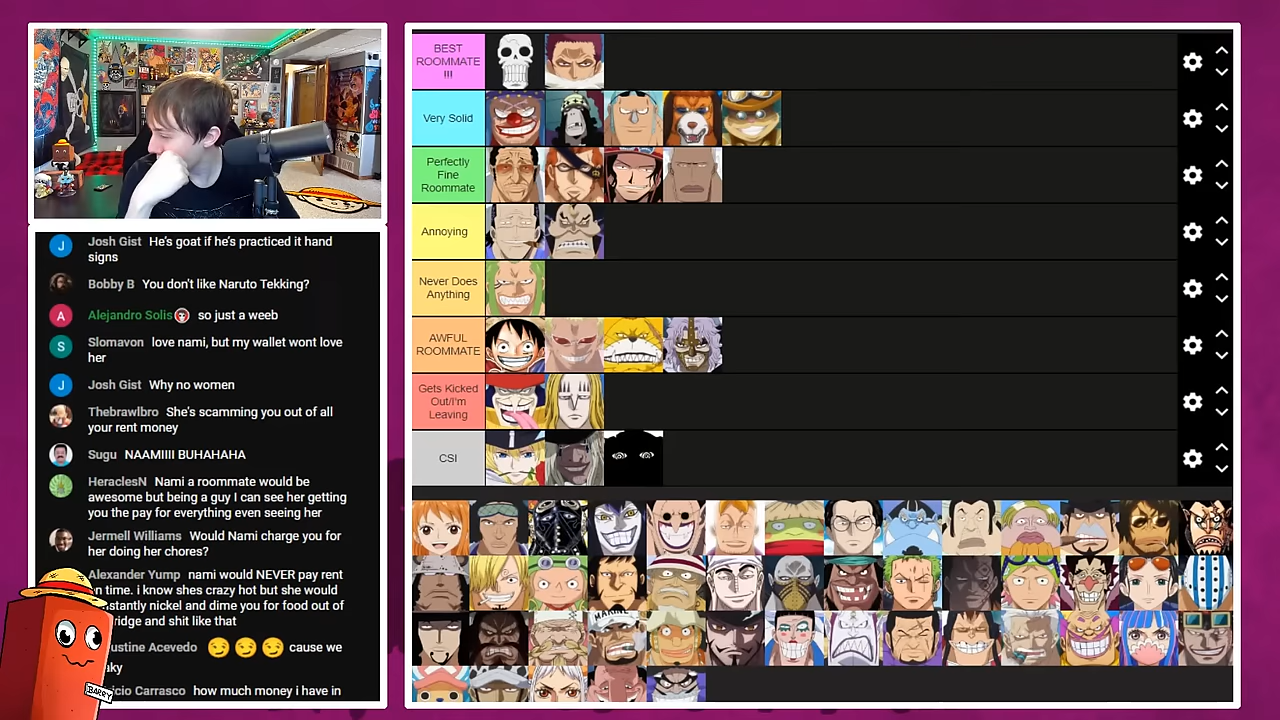 Josh Gist He's goat if he's practiced it hand
signs
Bobby B You don't like Naruto Tekking?
Alejandro Solis so just a weeb
Slomavon love nami, but my wallet wont love
her
Josh Gist Why no women
Thebrawlbro She's scamming you out of all
your rent money
Sugu NAAMIIII BUHAHAHA
HeraclesN Nami a roommate would be
awesome but being a guy I can see her getting
you the pay for everything even seeing her
Jermell Williams Would Nami charge you for
her doing her chores?
Alexander Yump nami would NEVER pay rent
on time. i know shes crazy hot but she would
nstantly nickel and dime you for food out of
ridge and shit like that
ustine Acevedo 😏😏😏 cause we
aky
icio Carrasco how much money i have in
BARRY
J
A
S
J
BEST
ROOMMATE
!!!
Very Solid
Perfectly
Fine
Roommate
Annoying
Never Does
Anything
AWFUL
ROOMMATE
Gets Kicked
Out/I'm
Leaving
CSI
MARINE